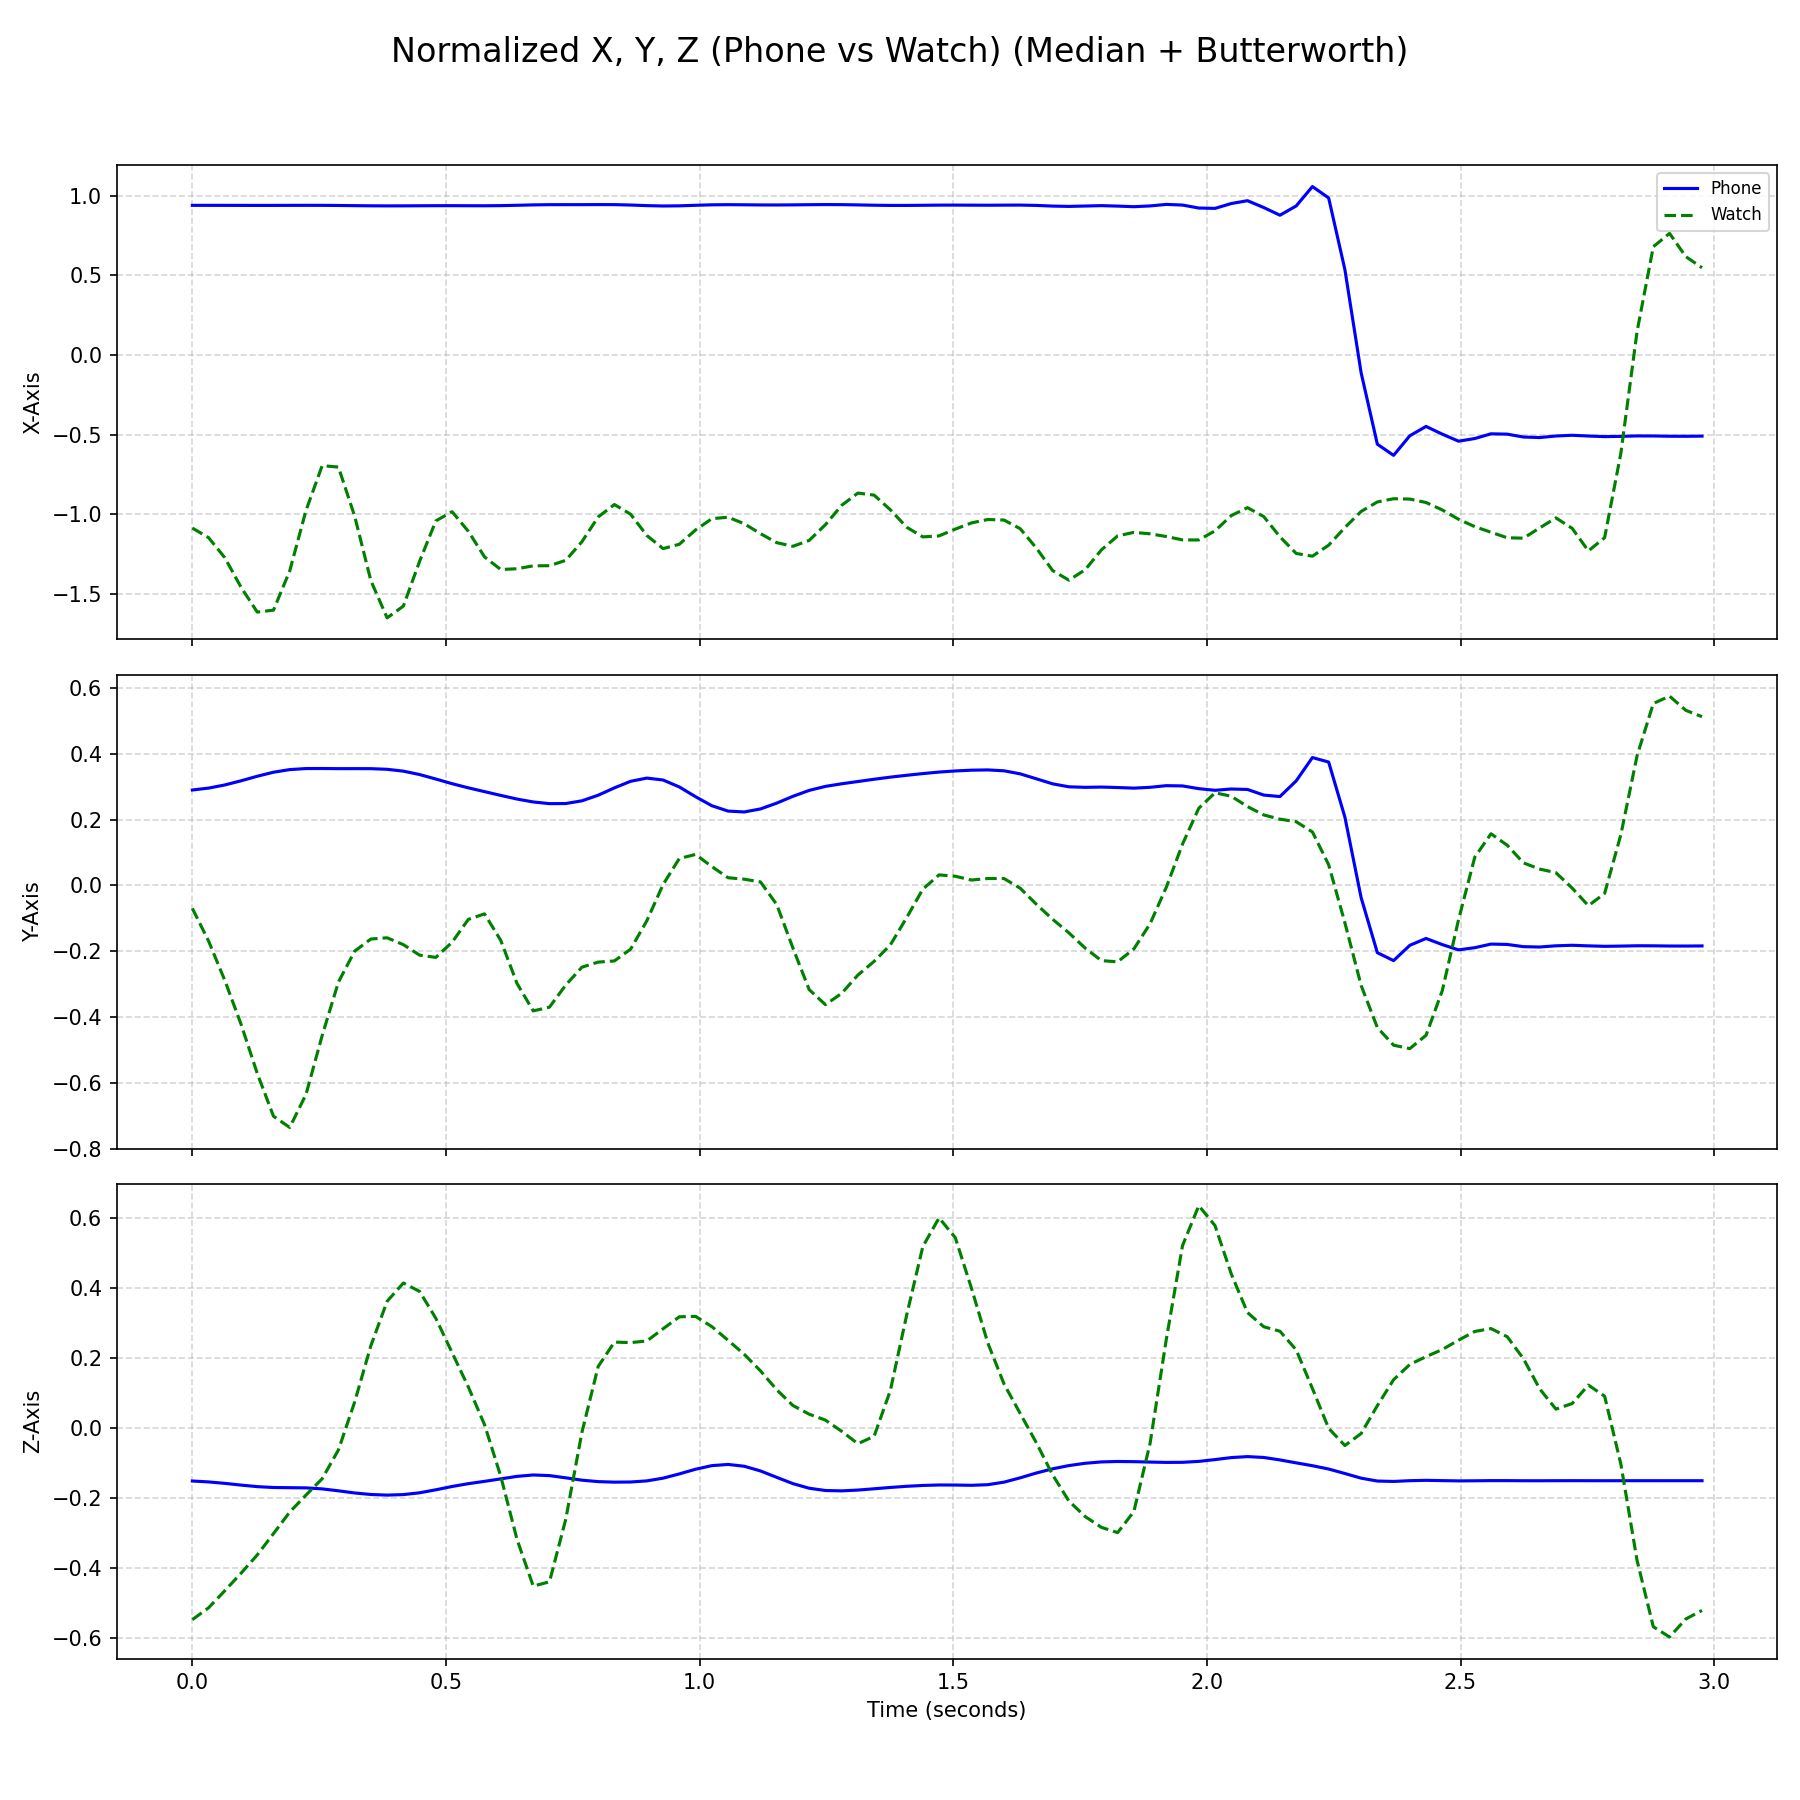 Normalized X, Y, Z (Phone vs Watch) (Median + Butterworth)
Phone
Watch
1.0
0.5
0.0
−0.5
−1.0
−1.5
X-Axis
0.6
0.4
0.2
0.0
−0.2
−0.4
−0.6
−0.8
Y-Axis
0.6
0.4
0.2
0.0
−0.2
−0.4
−0.6
Z-Axis
0.0 0.5 1.0 1.5 2.0 2.5 3.0
Time (seconds)